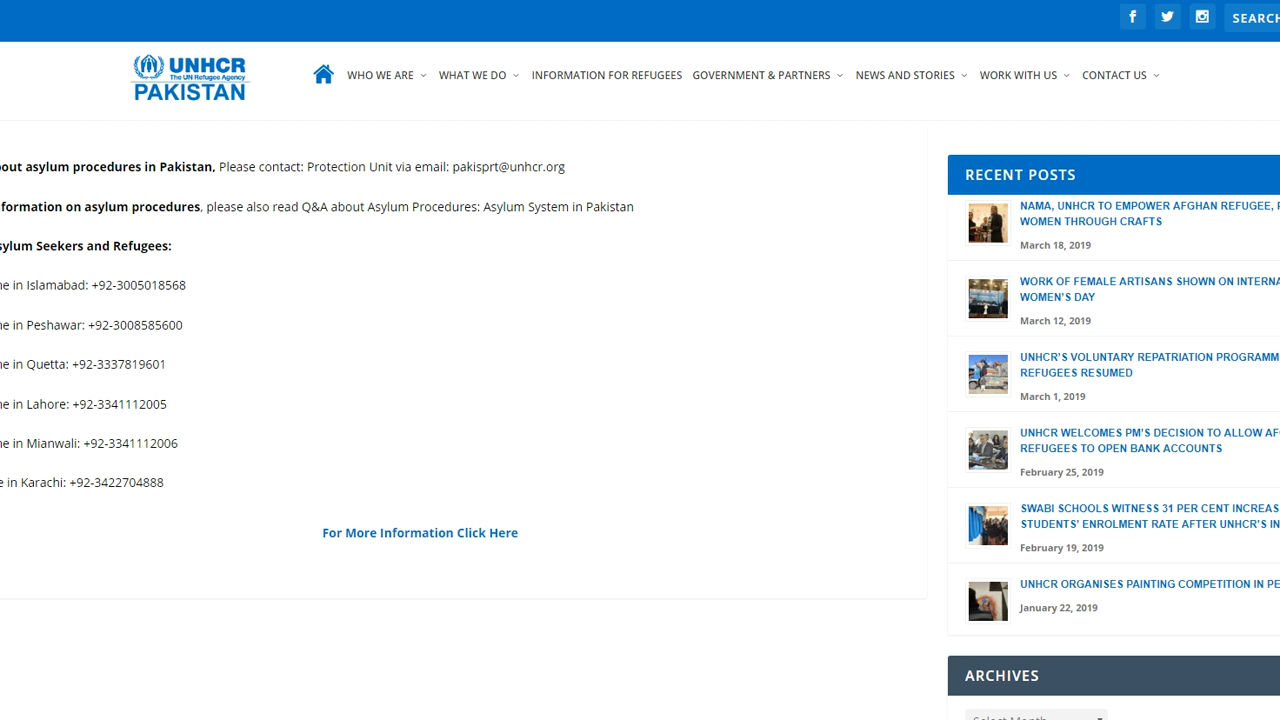 SEARCH
UNHCR
The UN Refugee Agency
PAKISTAN
WHO WE ARE
WHAT WE DO
INFORMATION FOR REFUGEES
GOVERNMENT & PARTNERS
NEWS AND STORIES
WORK WITH US
CONTACT US
bout asylum procedures in Pakistan, Please contact: Protection Unit via email: pakisprt@unhcr.org
formation on asylum procedures, please also read Q&A about Asylum Procedures: Asylum System in Pakistan
sylum Seekers and Refugees:
ne in Islamabad: +92-3005018568
ne in Peshawar: +92-3008585600
ne in Quetta: +92-3337819601
ne in Lahore: +92-3341112005
ne in Mianwali: +92-3341112006
e in Karachi: +92-3422704888
For More Information Click Here
RECENT POSTS
NAMA, UNHCR TO EMPOWER AFGHAN REFUGEE,
WOMEN THROUGH CRAFTS
March 18, 2019
WORK OF FEMALE ARTISANS SHOWN ON INTERNA
WOMEN'S DAY
March 12, 2019
UNHCR'S VOLUNTARY REPATRIATION PROGRAMM
REFUGEES RESUMED
March 1, 2019
UNHCR WELCOMES PM'S DECISION TO ALLOW AF
REFUGEES TO OPEN BANK ACCOUNTS
February 25, 2019
SWABI SCHOOLS WITNESS 31 PER CENT INCREAS
STUDENTS' ENROLMENT RATE AFTER UNHCR'S IN
February 19, 2019
UNHCR ORGANISES PAINTING COMPETITION IN PE
January 22, 2019
ARCHIVES
Select Month